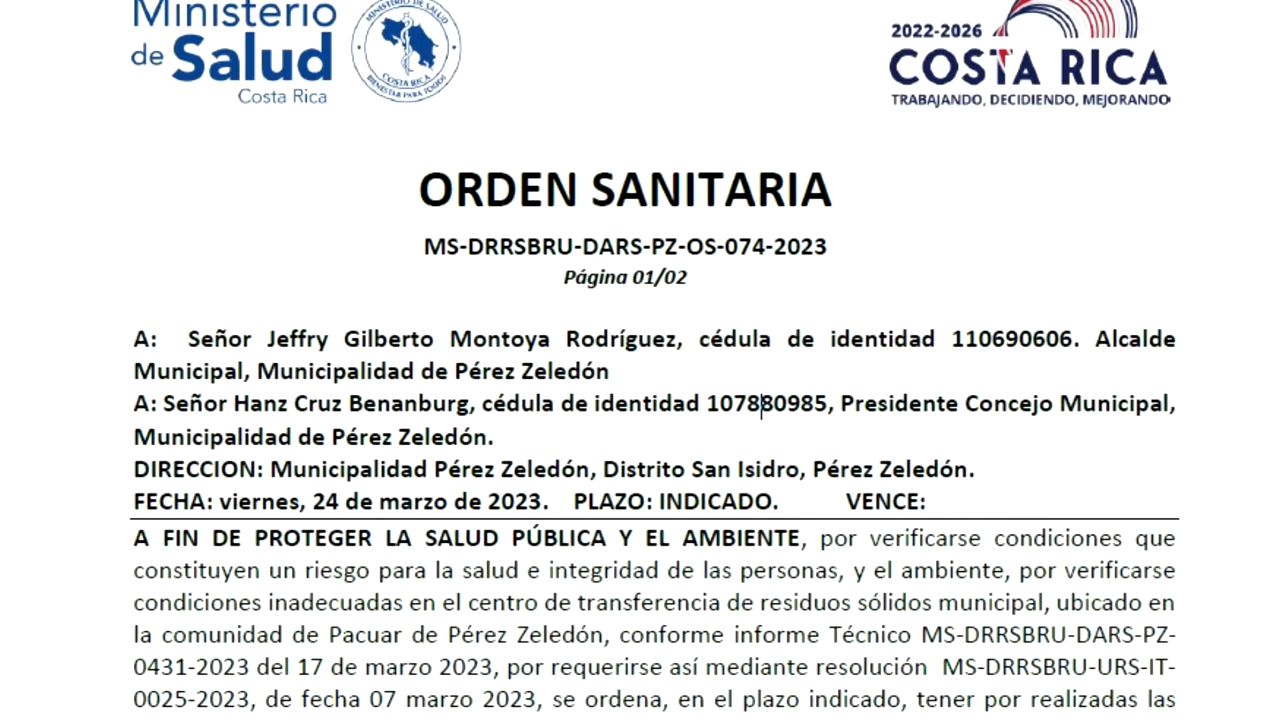 Ministerio
de Salud
Costa Rica
MINISTERIO DE SALUD
COSTA RICA
BIENESTAR PARA TODOS
2022-2026
COSTA RICA
TRABAJANDO, DECIDIENDO, MEJORANDO
ORDEN SANITARIA
MS-DRRSBRU-DARS-PZ-OS-074-2023
Página 01/02
A: Señor Jeffry Gilberto Montoya Rodríguez, cédula de identidad 110690606. Alcalde
Municipal, Municipalidad de Pérez Zeledón
A: Señor Hanz Cruz Benanburg, cédula de identidad 107880985, Presidente Concejo Municipal,
Municipalidad de Pérez Zeledón.
DIRECCION: Municipalidad Pérez Zeledón, Distrito San Isidro, Pérez Zeledón.
FECHA: viernes, 24 de marzo de 2023. PLAZO: INDICADO. VENCE:
A FIN DE PROTEGER LA SALUD PÚBLICA Y EL AMBIENTE, por verificarse condiciones que
constituyen un riesgo para la salud e integridad de las personas, y el ambiente, por verificarse
condiciones inadecuadas en el centro de transferencia de residuos sólidos municipal, ubicado en
la comunidad de Pacuar de Pérez Zeledón, conforme informe Técnico MS-DRRSBRU-DARS-PZ-
0431-2023 del 17 de marzo 2023, por requerirse así mediante resolución MS-DRRSBRU-URS-IT-
0025-2023, de fecha 07 marzo 2023, se ordena, en el plazo indicado, tener por realizadas las